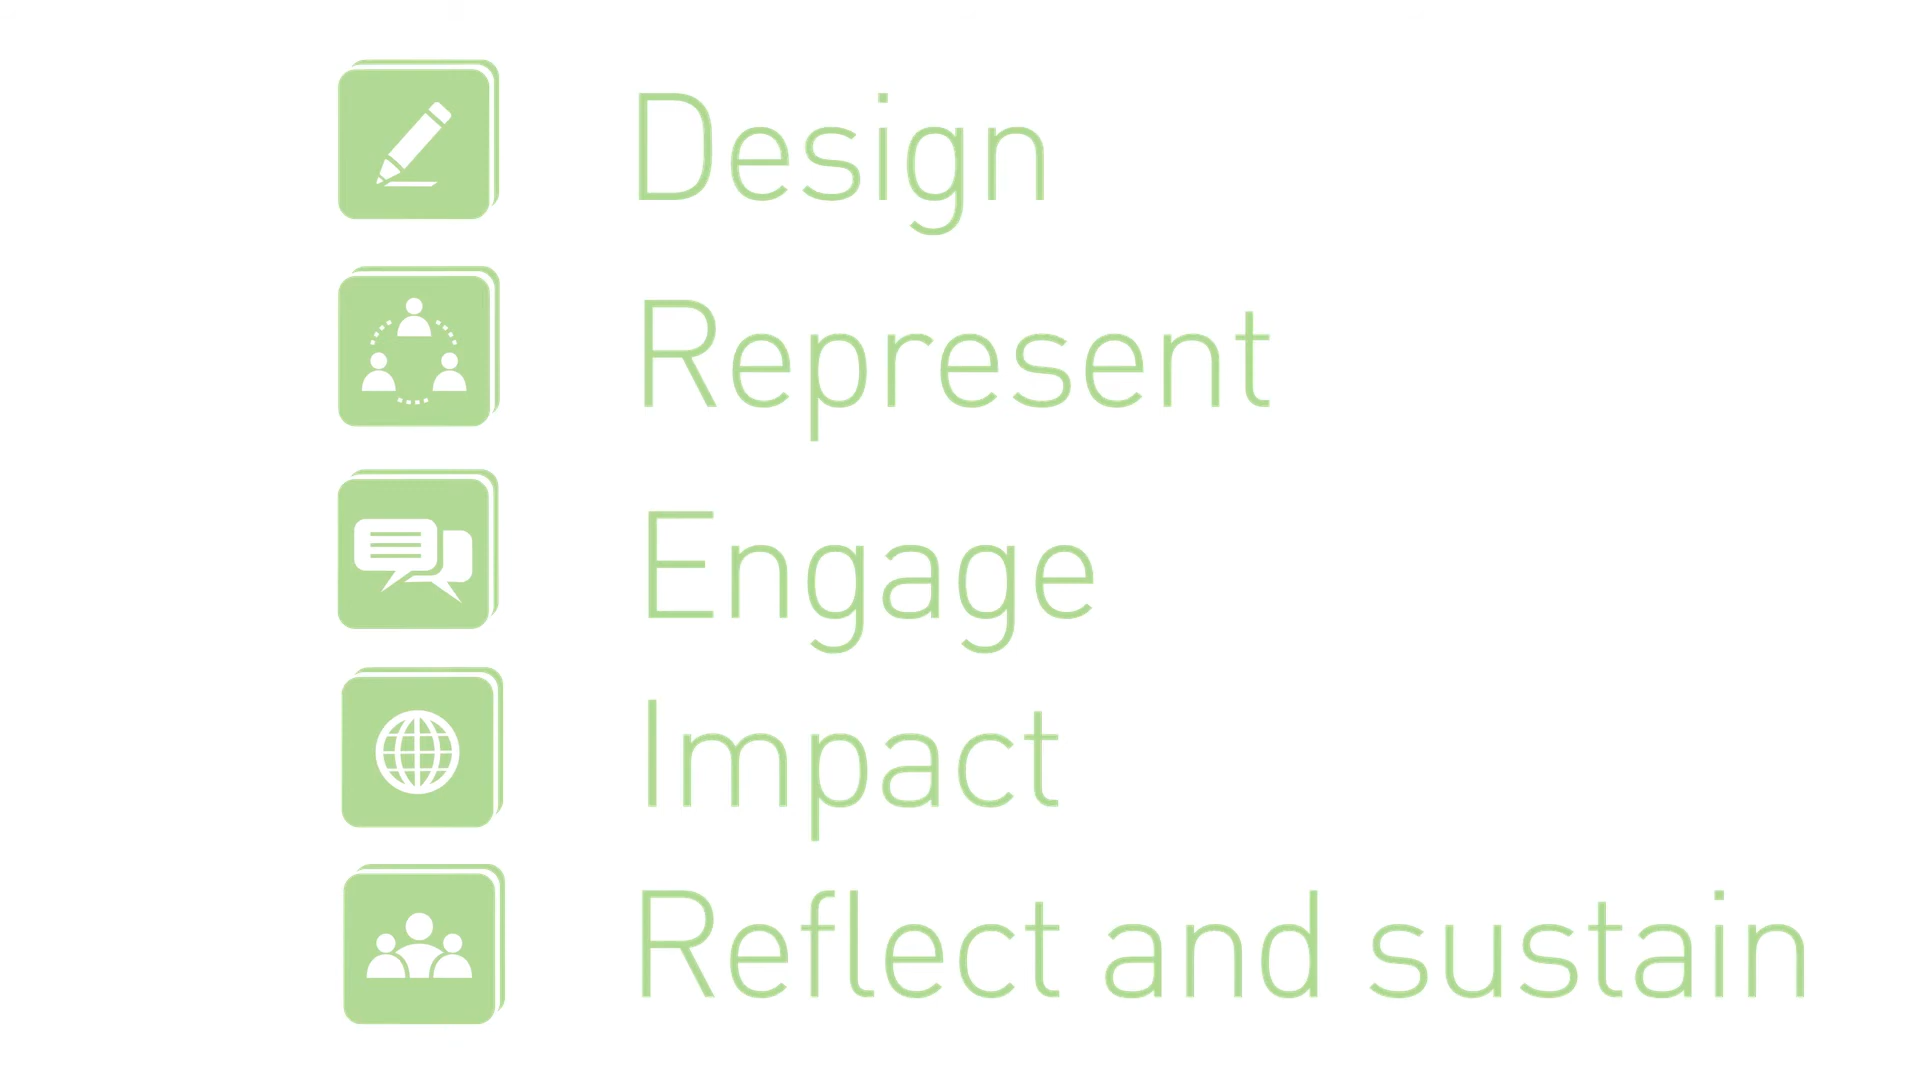 Design
Represent
Engage
Impact
Reflect and sustain